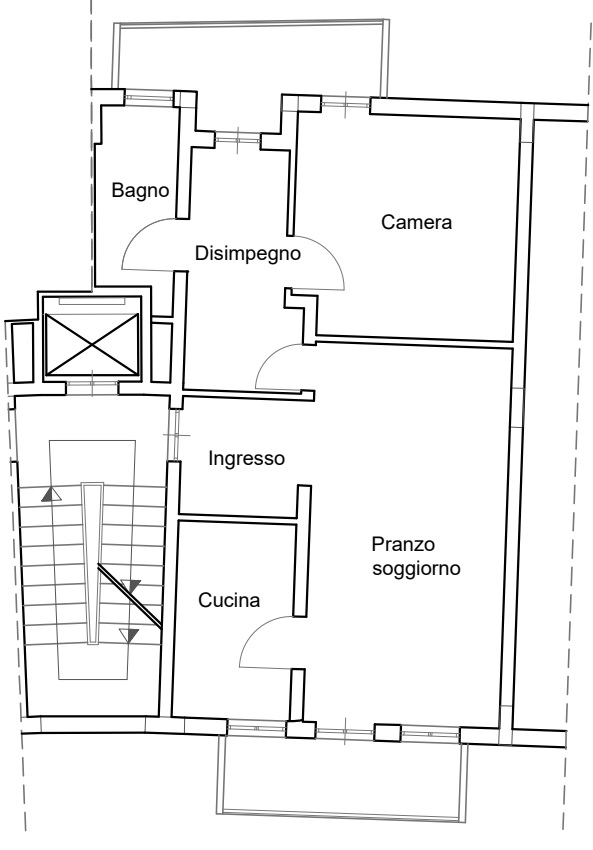 Bagno
Camera
Disimpegno
Ingresso
Pranzo
soggiorno
Cucina